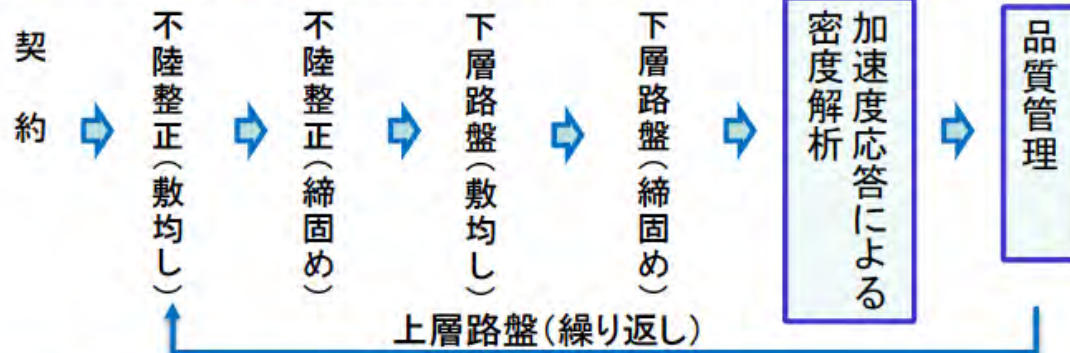 契約
不陸整正(敷均し)
不陸整正(締固め)
下層路盤(敷均し)
下層路盤(締固め)
加速度応答による
密度解析
品質管理
上層路盤(繰り返し)